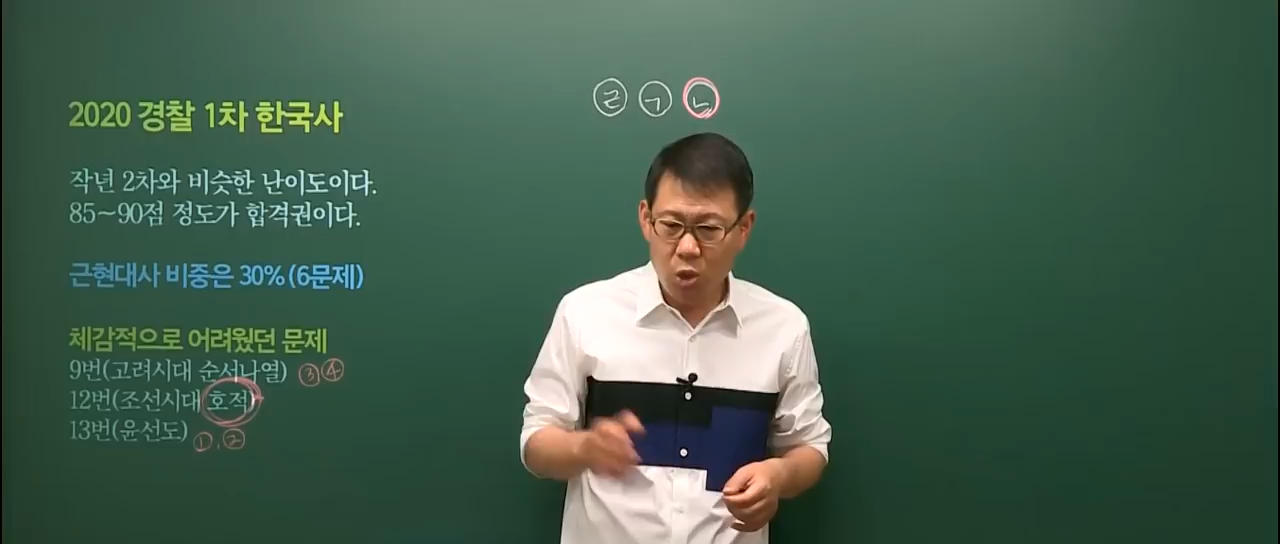 2020 경찰 1차 한국사
ㄹ ㄱ ㄴ
작년 2차와 비슷한 난이도이다.
85~90점 정도가 합격권이다.
근현대사 비중은 30% (6문제)
체감적으로 어려웠던 문제
9번(고려시대 순서나열) ③④
12번(조선시대 호적)
13번(윤선도) ①, ②